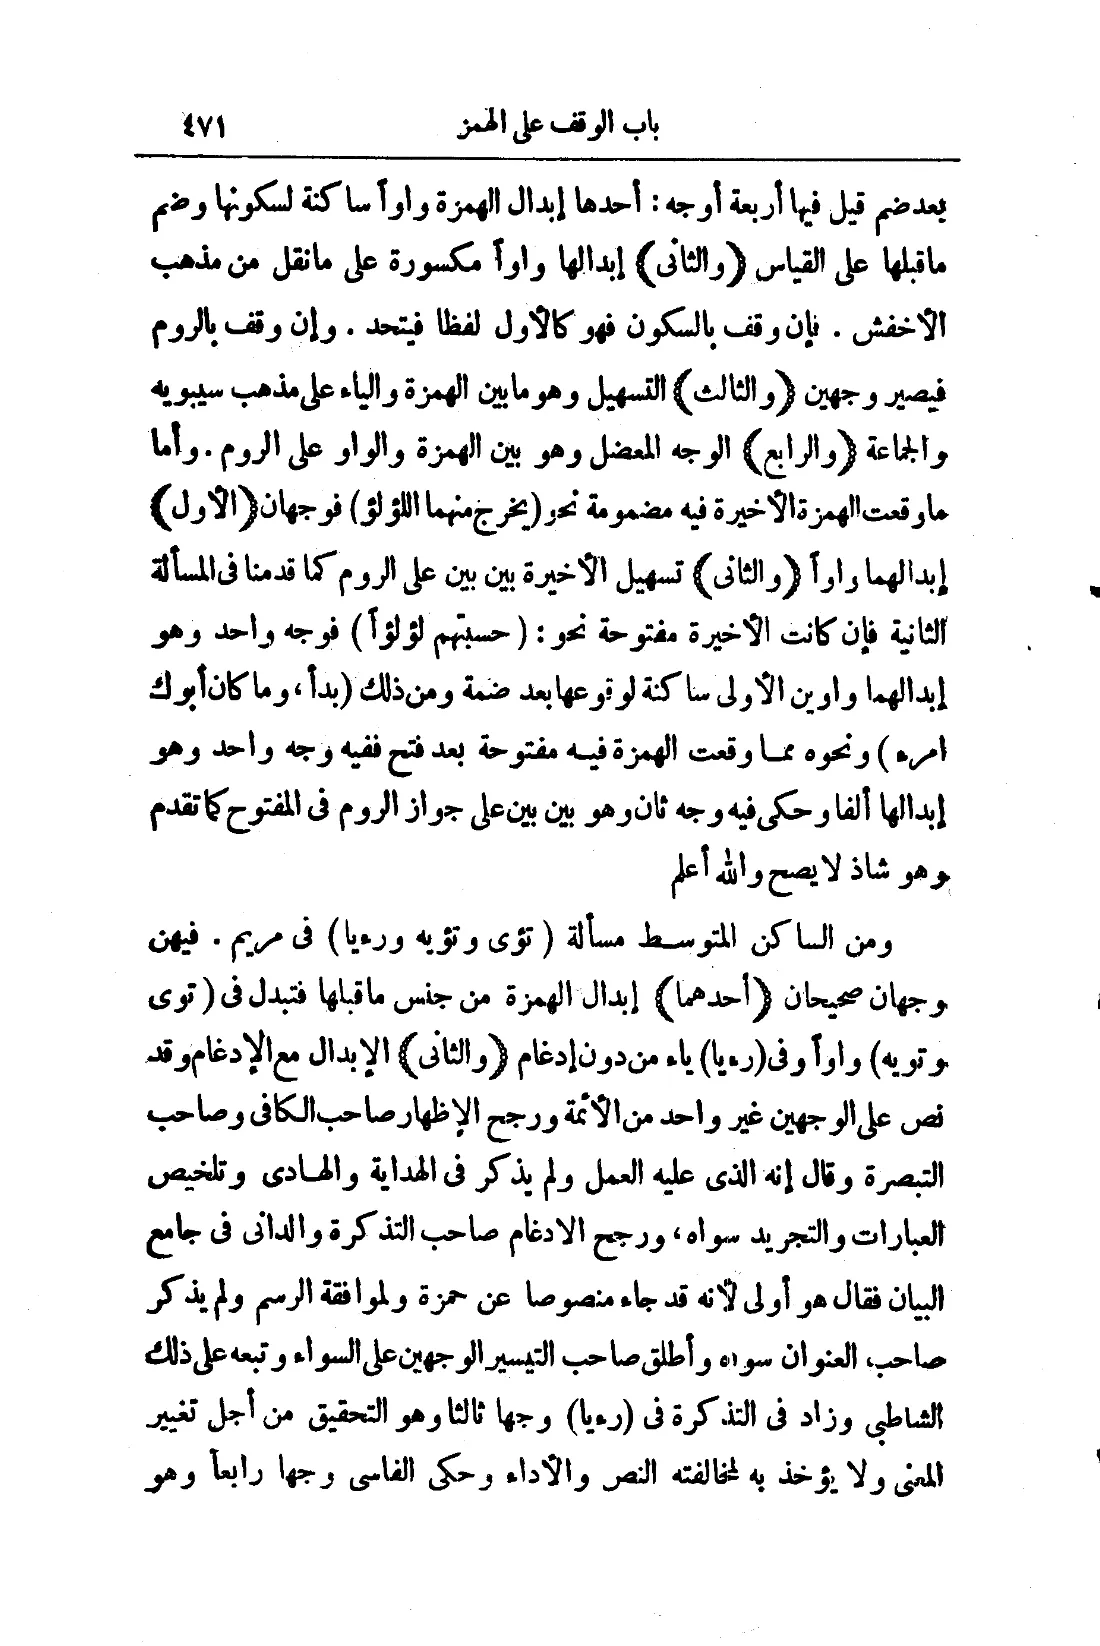 باب الوقف على الهمز ٤٧١
بعد ضم قيل فيها أربعة أوجه : أحدها إبدال الهمزة واواً ساكنة لسكونها وضم
ماقبلها على القياس (والثانى) إبدالها واواً مكسورة على مانقل من مذهب
الأخفش . فإن وقف بالسكون فهو كالأول لفظا فيتحد . وإن وقف بالروم
فيصير وجهين (والثالث) التسهيل وهو مابين الهمزة والياء على مذهب سيبويه
والجماعة (والرابع) الوجه المعضل وهو بين الهمزة والواو على الروم . وأما
ماوقعت الهمزة الأخيرة فيه مضمومة نحو (يخرج منهما اللؤلؤ) فوجهان (الأول)
إبدالهما واواً (والثانى) تسهيل الأخيرة بين بين على الروم كما قدمنا فى المسألة
الثانية فإن كانت الأخيرة مفتوحة نحو : ( حسبتهم لؤلؤاً ) فوجه واحد وهو
إبدالهما واوين الأولى ساكنة لوقوعها بعد ضمة ومن ذلك (بدأ ، وما كان أبوك
امرء ) ونحوه مما وقعت الهمزة فيه مفتوحة بعد فتح ففيه وجه واحد وهو
إبدالها ألفا وحكى فيه وجه ثان وهو بين بين على جواز الروم فى المفتوح كما تقدم
وهو شاذ لا يصح والله أعلم
ومن الساكن المتوسط مسألة ( تؤى وتؤيه ورءيا ) فى مريم . فيهن
وجهان صحيحان (أحدهما) إبدال الهمزة من جنس ماقبلها فتبدل فى ( توى
وتويه ) واواً وفى (رءيا) ياء من دون إدغام (والثانى) الإبدال مع الإدغام وقد
نص على الوجهين غير واحد من الأئمة ورجح الإظهار صاحب الكافى وصاحب
التبصرة وقال إنه الذى عليه العمل ولم يذكر فى الهداية والهادى وتلخيص
العبارات والتجريد سواه ، ورجح الادغام صاحب التذكرة والدانى فى جامع
البيان فقال هو أولى لأنه قد جاء منصوصا عن حمزة ولموافقة الرسم ولم يذكر
صاحب العنوان سواه وأطلق صاحب التيسير الوجهين على السواء وتبعه على ذلك
الشاطبي وزاد فى التذكرة فى (رءيا) وجها ثالثا وهو التحقيق من أجل تغيير
المعنى ولا يؤخذ به لمخالفته النص والأداء وحكى الفاسى وجها رابعاً وهو